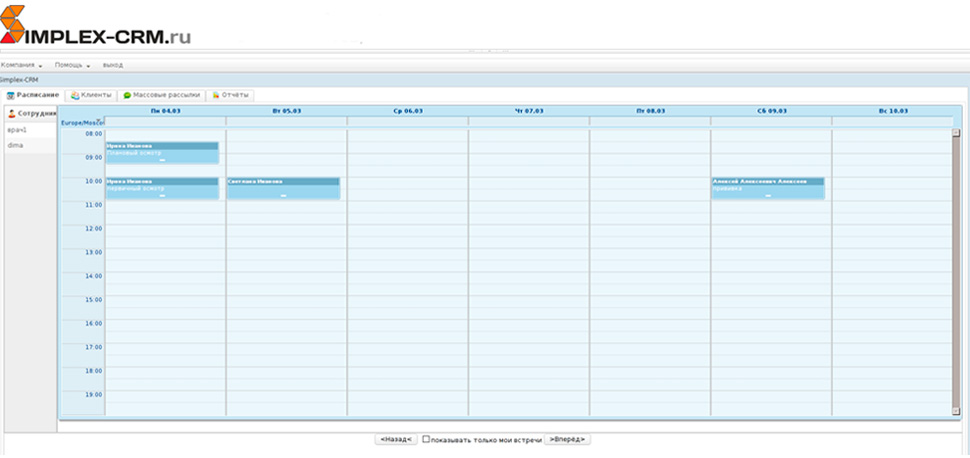 SIMPLEX-CRM.ru
Компания Помощь выход
Simplex-CRM
Расписание Клиенты Массовые рассылки Отчёты
Сотрудник
Пн 04.03 Вт 05.03 Ср 06.03 Чт 07.03 Пт 08.03 Сб 09.03 Вс 10.03
Europe/Moscow
врач1
dima
08:00
Ирина Иванова
Плановый осмотр
09:00
10:00
Ирина Иванова Светлана Иванова Алексей Алексеевич Алексеев
Первичный осмотр прививка
11:00
12:00
13:00
14:00
15:00
16:00
17:00
18:00
19:00
<Назад< показывать только мои встречи >Вперёд>